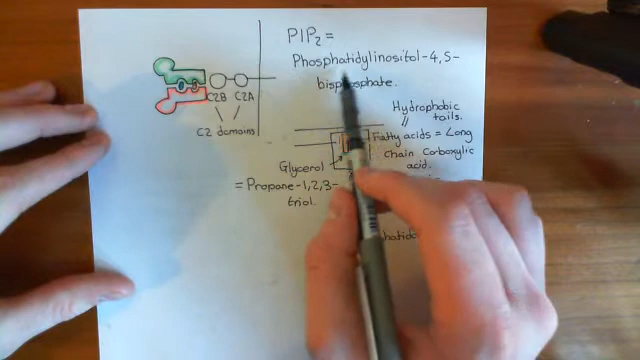 PIP2 =
Phosphatidylinositol-4,5-
bisphosphate.
C2B C2A
C2 domains
Hydrophobic
tails.
Fatty acids = Long
Chain Carboxylic
acid.
Glycerol
= Propane-1,2,3-
triol.